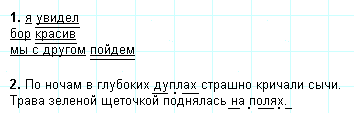 1. я увидел
бор красив
мы с другом пойдем
2. По ночам в глубоких дуплах страшно кричали сычи.
Трава зеленой щеточкой поднялась на полях.